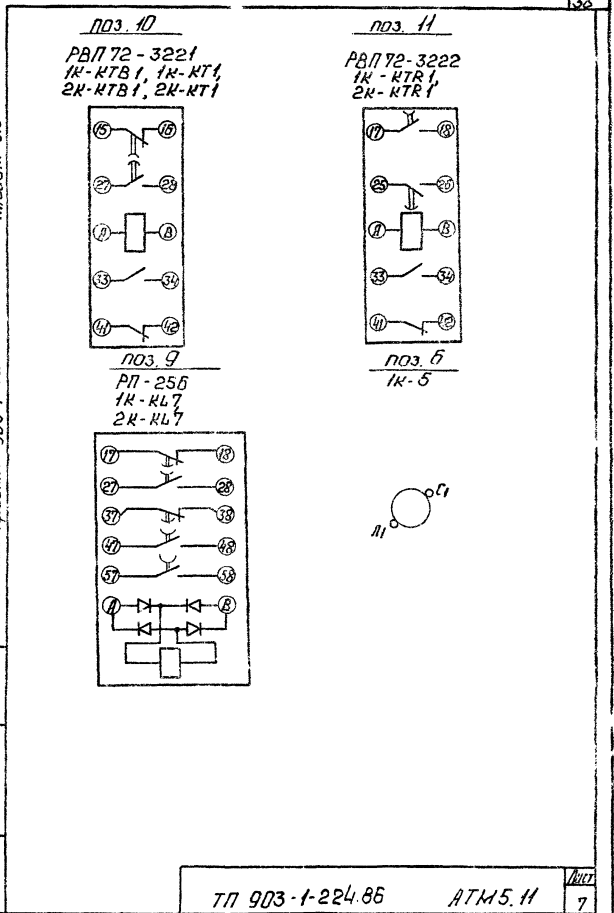 38
поз. 10
РВП 72-3221
1К-КТВ1, 1К-КТ1,
2К-КТВ1, 2К-КТ1
15 16
27 28
А В
33 34
41 42
поз. 11
РВП 72-3222
1К-КТR1,
2К-КТR1
17 18
25 26
А В
33 34
41 42
поз. 9
РП-256
1К-KL7,
2К-KL7
17 18
27 28
37 38
47 48
57 58
А В
поз. 6
1К-5
С1
Л1
ТП 903-1-224.86 АТМ5.11
Лист
7